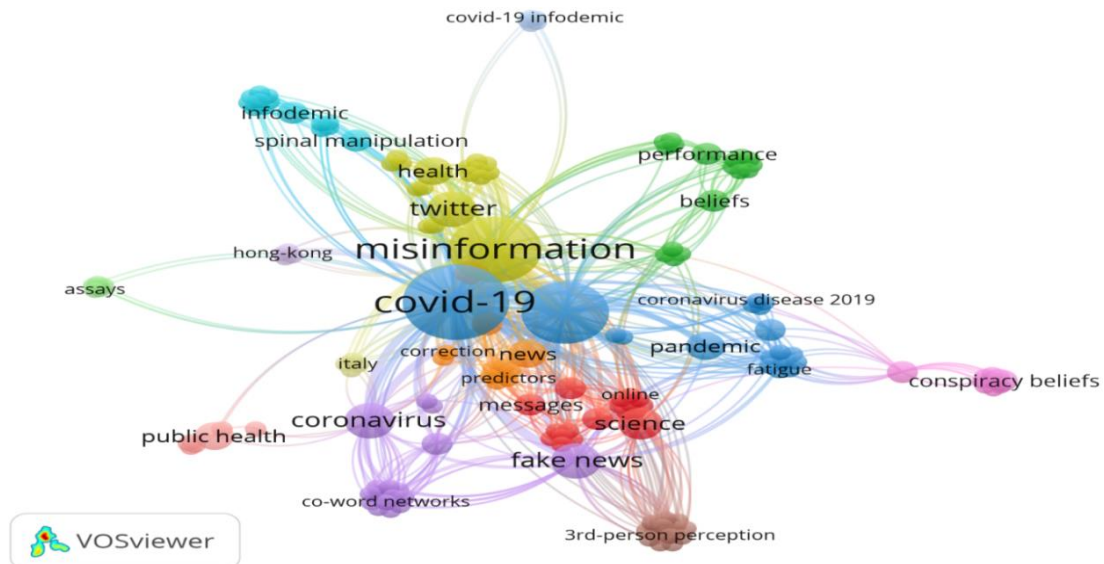 covid-19 infodemic
infodemic
spinal manipulation
health
performance
twitter
beliefs
misinformation
hong-kong
assays
covid-19
coronavirus disease 2019
correction
news
pandemic
italy
predictors
fatigue
conspiracy beliefs
messages
online
coronavirus
science
public health
fake news
co-word networks
3rd-person perception
VOSviewer